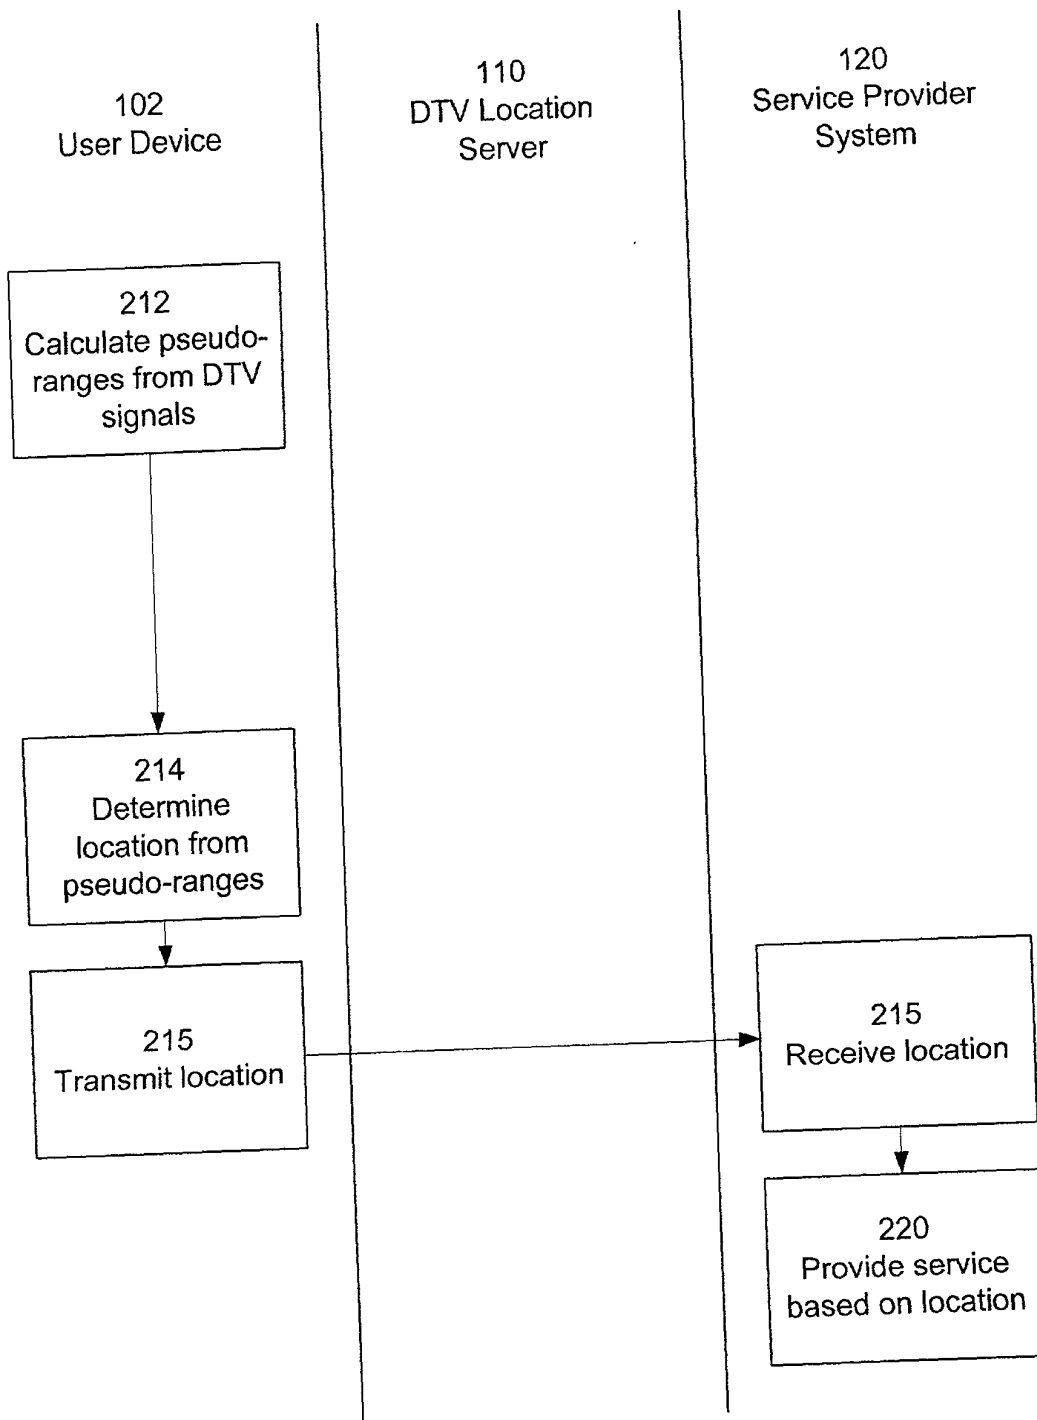 102
User Device
110
DTV Location
Server
120
Service Provider
System
212
Calculate pseudo-
ranges from DTV
signals
214
Determine
location from
pseudo-ranges
215
Transmit location
215
Receive location
220
Provide service
based on location